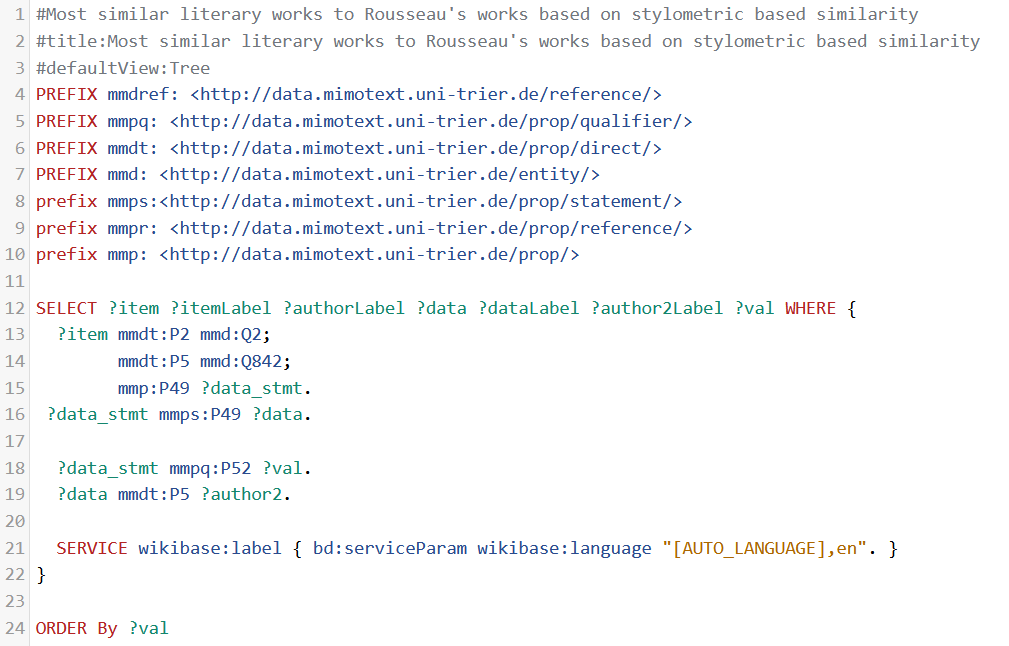 1 #Most similar literary works to Rousseau's works based on stylometric based similarity
2 #title:Most similar literary works to Rousseau's works based on stylometric based similarity
3 #defaultView:Tree
4 PREFIX mmdref: <http://data.mimotext.uni-trier.de/reference/>
5 PREFIX mmpq: <http://data.mimotext.uni-trier.de/prop/qualifier/>
6 PREFIX mmdt: <http://data.mimotext.uni-trier.de/prop/direct/>
7 PREFIX mmd: <http://data.mimotext.uni-trier.de/entity/>
8 prefix mmps:<http://data.mimotext.uni-trier.de/prop/statement/>
9 prefix mmpr: <http://data.mimotext.uni-trier.de/prop/reference/>
10 prefix mmp: <http://data.mimotext.uni-trier.de/prop/>
11
12 SELECT ?item ?itemLabel ?authorLabel ?data ?dataLabel ?author2Label ?val WHERE {
13   ?item mmdt:P2 mmd:Q2;
14         mmdt:P5 mmd:Q842;
15         mmp:P49 ?data_stmt.
16  ?data_stmt mmps:P49 ?data.
17
18   ?data_stmt mmpq:P52 ?val.
19   ?data mmdt:P5 ?author2.
20
21   SERVICE wikibase:label { bd:serviceParam wikibase:language "[AUTO_LANGUAGE],en". }
22 }
23
24 ORDER By ?val